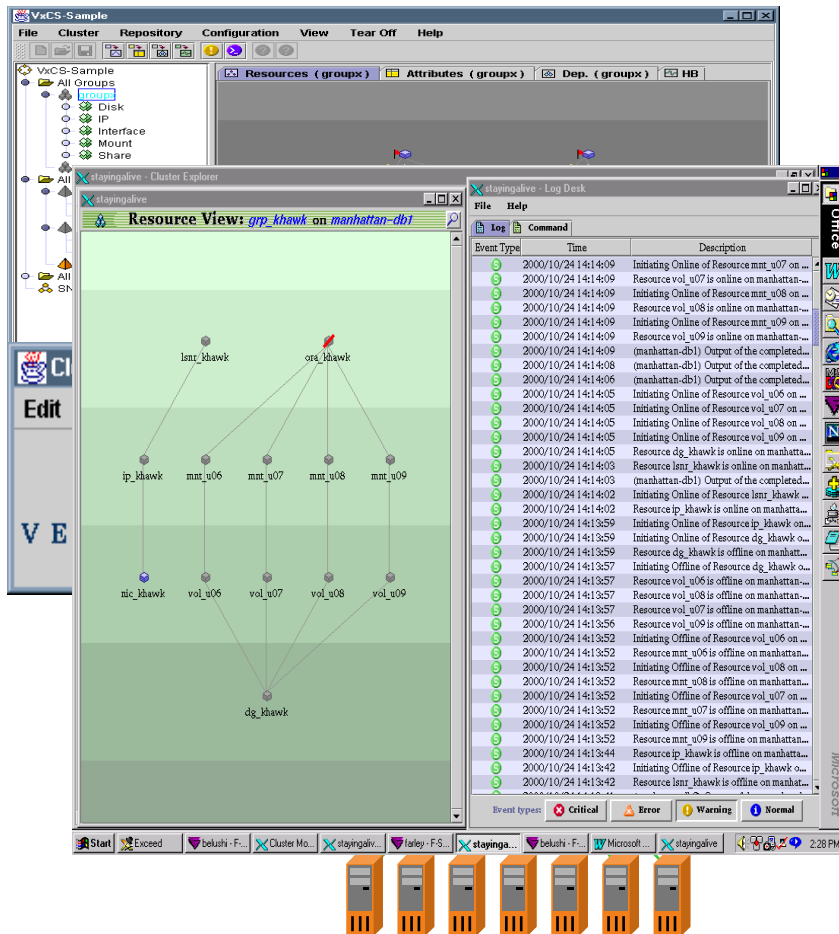 VxCS-Sample
File Cluster Repository Configuration View Tear Off Help
VxCS-Sample
All Groups
groupx
Disk
IP
Interface
Mount
Share
All
All
SN
Resources ( groupx ) Attributes ( groupx ) Dep. ( groupx ) HB
Edit
V E
stayingalive - Cluster Explorer
stayingalive
Resource View: grp_khawk on manhattan-db1
lsnr_khawk ora_khawk
ip_khawk mnt_u06 mnt_u07 mnt_u08 mnt_u09
nic_khawk vol_u06 vol_u07 vol_u08 vol_u09
dg_khawk
stayingalive - Log Desk
File Help
Log Command
Event Type Time Description
2000/10/24 14:14:09 Initiating Online of Resource mnt_u07 on ...
2000/10/24 14:14:09 Resource vol_u07 is online on manhattan-...
2000/10/24 14:14:09 Initiating Online of Resource mnt_u08 on ...
2000/10/24 14:14:09 Resource vol_u08 is online on manhattan-...
2000/10/24 14:14:09 Initiating Online of Resource mnt_u09 on ...
2000/10/24 14:14:09 Resource vol_u09 is online on manhattan-...
2000/10/24 14:14:09 (manhattan-db1) Output of the completed...
2000/10/24 14:14:08 (manhattan-db1) Output of the completed...
2000/10/24 14:14:06 (manhattan-db1) Output of the completed...
2000/10/24 14:14:05 Initiating Online of Resource vol_u06 on ...
2000/10/24 14:14:05 Initiating Online of Resource vol_u07 on ...
2000/10/24 14:14:05 Initiating Online of Resource vol_u08 on ...
2000/10/24 14:14:05 Initiating Online of Resource vol_u09 on ...
2000/10/24 14:14:05 Resource dg_khawk is online on manhatta...
2000/10/24 14:14:03 Resource lsnr_khawk is online on manhatt...
2000/10/24 14:14:03 (manhattan-db1) Output of the completed...
2000/10/24 14:14:02 Initiating Online of Resource lsnr_khawk ...
2000/10/24 14:14:02 Resource ip_khawk is online on manhatta...
2000/10/24 14:13:59 Initiating Online of Resource ip_khawk on...
2000/10/24 14:13:59 Initiating Online of Resource dg_khawk o...
2000/10/24 14:13:59 Resource dg_khawk is offline on manhatt...
2000/10/24 14:13:57 Initiating Offline of Resource dg_khawk o...
2000/10/24 14:13:57 Resource vol_u06 is offline on manhattan-...
2000/10/24 14:13:57 Resource vol_u08 is offline on manhattan-...
2000/10/24 14:13:57 Resource vol_u07 is offline on manhattan-...
2000/10/24 14:13:56 Resource vol_u09 is offline on manhattan-...
2000/10/24 14:13:52 Initiating Offline of Resource vol_u06 on ...
2000/10/24 14:13:52 Resource mnt_u06 is offline on manhattan...
2000/10/24 14:13:52 Initiating Offline of Resource vol_u08 on ...
2000/10/24 14:13:52 Resource mnt_u08 is offline on manhattan...
2000/10/24 14:13:52 Initiating Offline of Resource vol_u07 on ...
2000/10/24 14:13:52 Resource mnt_u07 is offline on manhattan...
2000/10/24 14:13:52 Initiating Offline of Resource vol_u09 on ...
2000/10/24 14:13:52 Resource mnt_u09 is offline on manhattan...
2000/10/24 14:13:44 Resource ip_khawk is offline on manhatta...
2000/10/24 14:13:42 Initiating Offline of Resource ip_khawk o...
2000/10/24 14:13:42 Resource lsnr_khawk is offline on manhat...
Event types: Critical Error Warning Normal
Office
Microsoft
Start Exceed belushi - F-... Cluster Mo... stayingaliv... farley - F-S... stayinga... belushi - F-... Microsoft ... stayingalive 2:28 PM